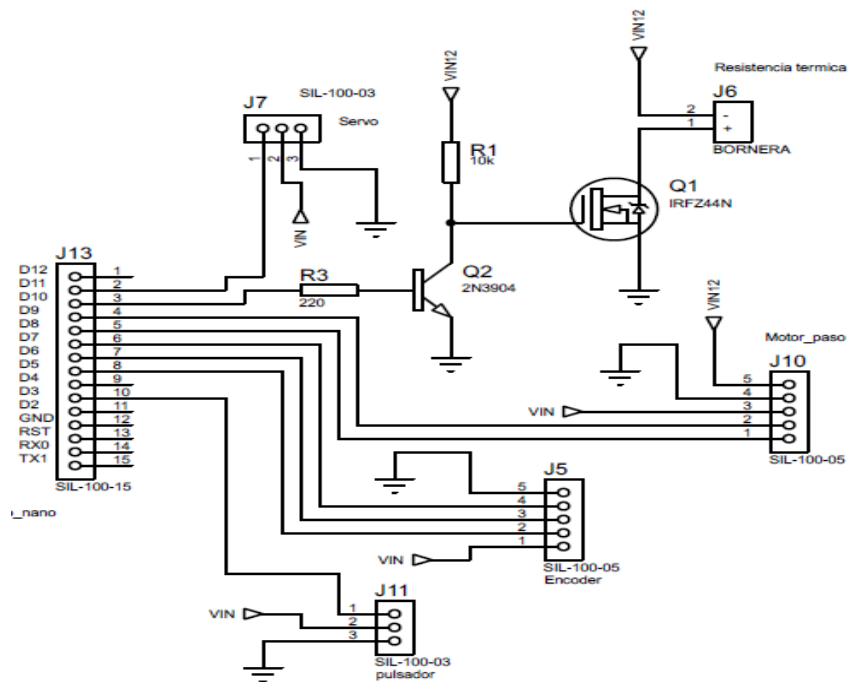 VIN12
VIN12
Resistencia termica
J6
2
-
1
+
BORNERA
SIL-100-03
J7
Servo
1
2
3
VIN
R1
10k
Q1
IRFZ44N
J13
D12
D11
D10
D9
D8
D7
D6
D5
D4
D3
D2
GND
RST
RX0
TX1
1
2
3
4
5
6
7
8
9
10
11
12
13
14
15
SIL-100-15
_nano
R3
220
Q2
2N3904
VIN12
Motor_paso
J10
5
4
3
2
1
VIN
SIL-100-05
J5
5
4
3
2
1
VIN
SIL-100-05
Encoder
J11
VIN
1
2
3
SIL-100-03
pulsador